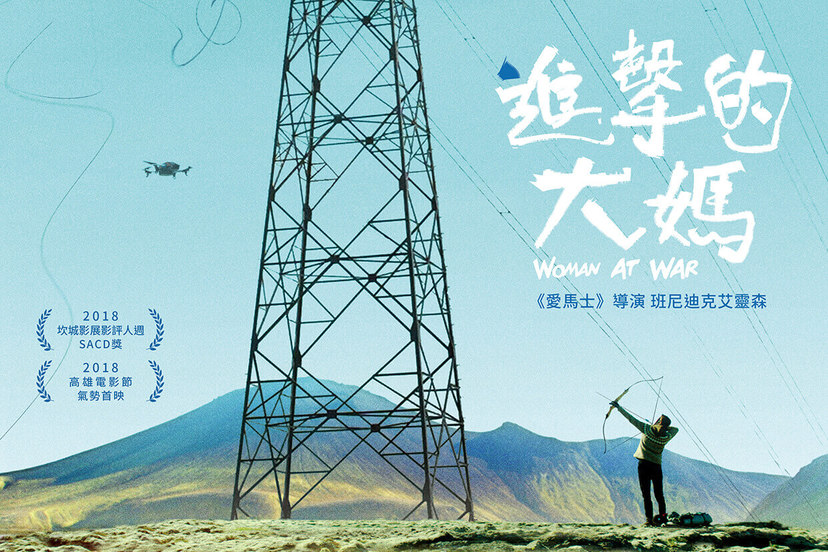 進擊的
大媽
WOMAN AT WAR
《愛馬士》導演 班尼迪克艾靈森
2018
坎城影展影評人週
SACD獎
2018
高雄電影節
氣勢首映